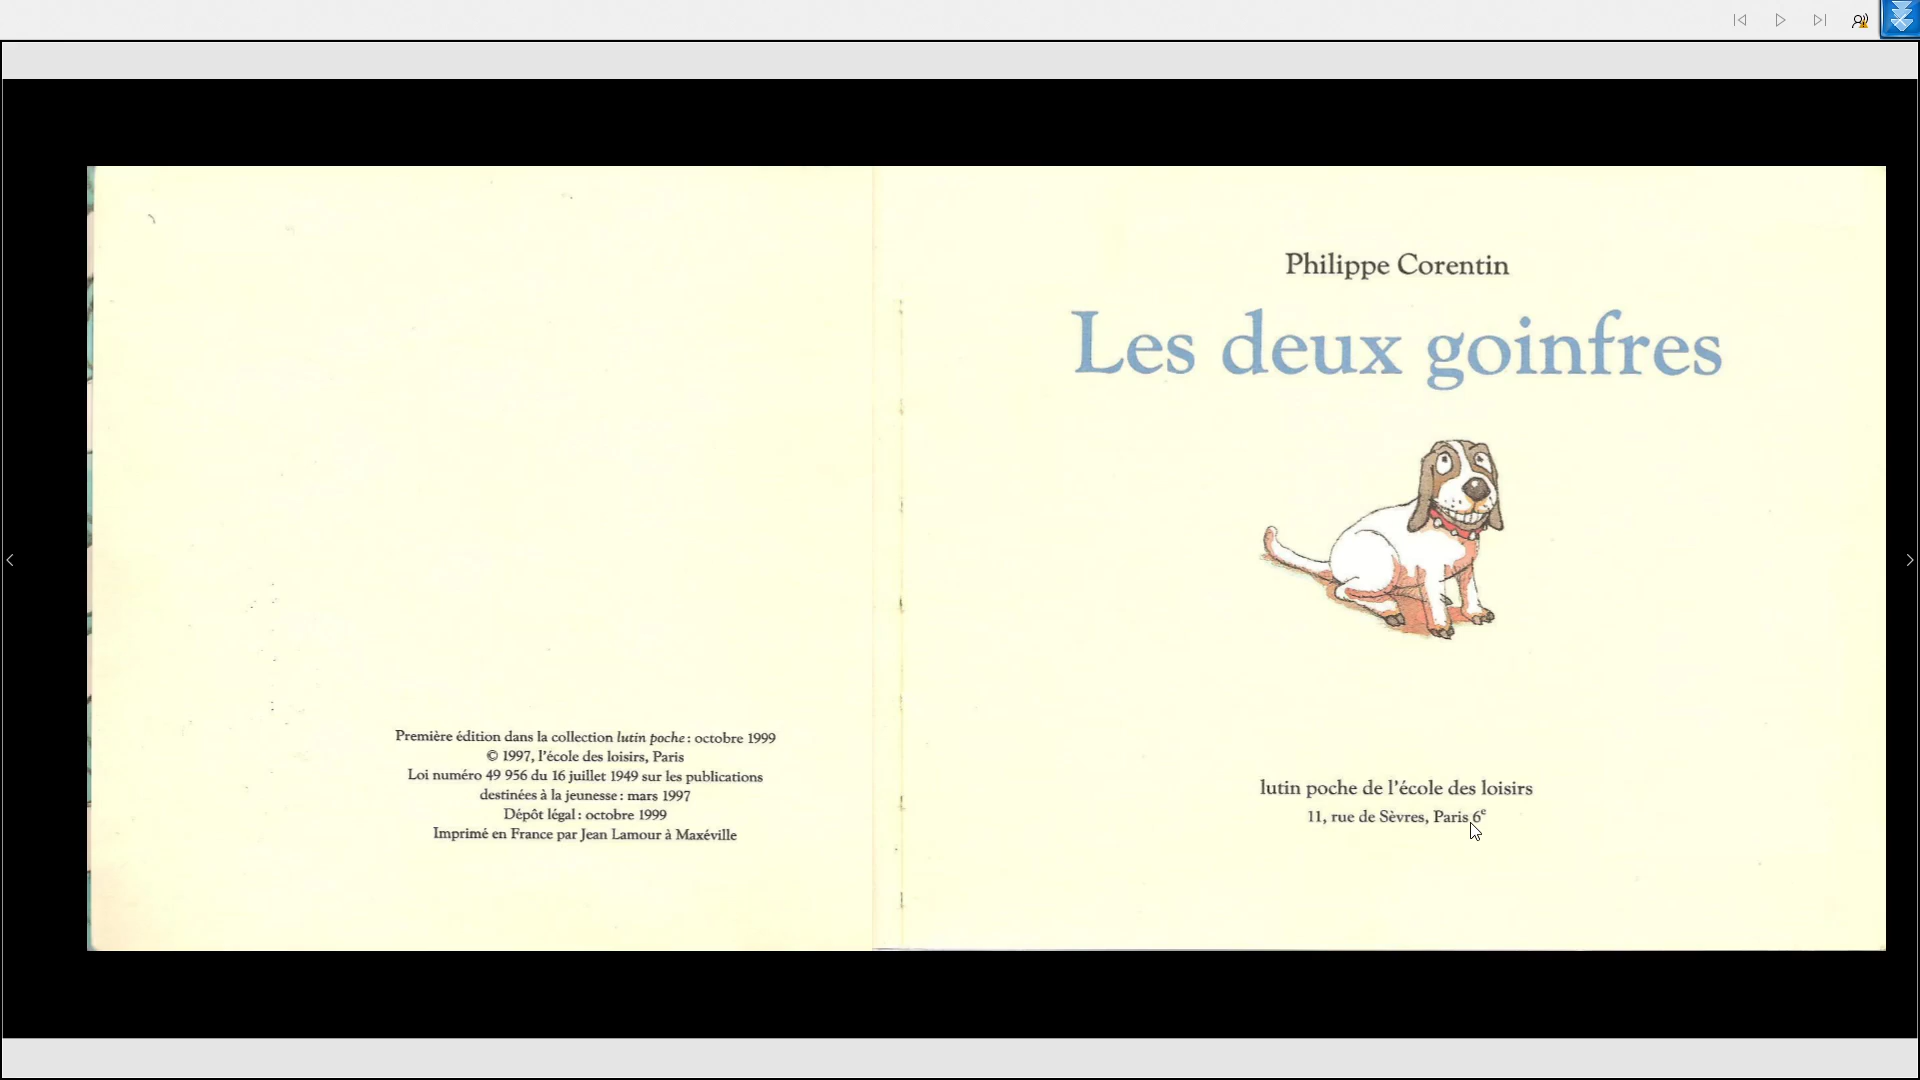 Première édition dans la collection lutin poche : octobre 1999
© 1997, l'école des loisirs, Paris
Loi numéro 49 956 du 16 juillet 1949 sur les publications
destinées à la jeunesse : mars 1997
Dépôt légal : octobre 1999
Imprimé en France par Jean Lamour à Maxéville
Philippe Corentin
Les deux goinfres
lutin poche de l'école des loisirs
11, rue de Sèvres, Paris 6e